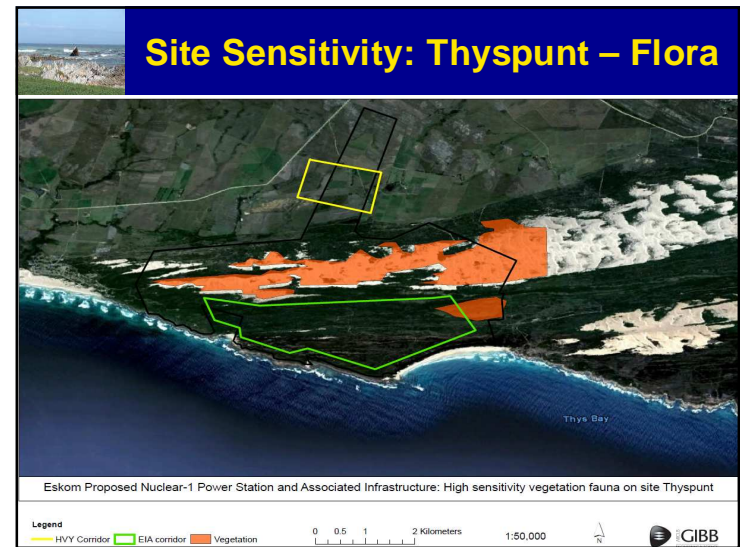 Site Sensitivity: Thyspunt – Flora
Thys Bay
Eskom Proposed Nuclear-1 Power Station and Associated Infrastructure: High sensitivity vegetation fauna on site Thyspunt
Legend
HVY Corridor EIA corridor Vegetation
0 0.5 1 2 Kilometers
1:50,000
N
GIBB